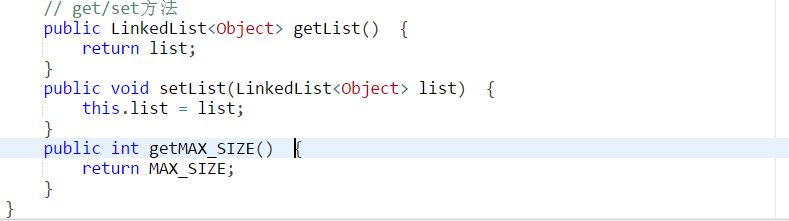 // get/set方法
public LinkedList<Object> getList()  {
return list;
}
public void setList(LinkedList<Object> list)  {
this.list = list;
}
public int getMAX_SIZE()  {
return MAX_SIZE;
}
}